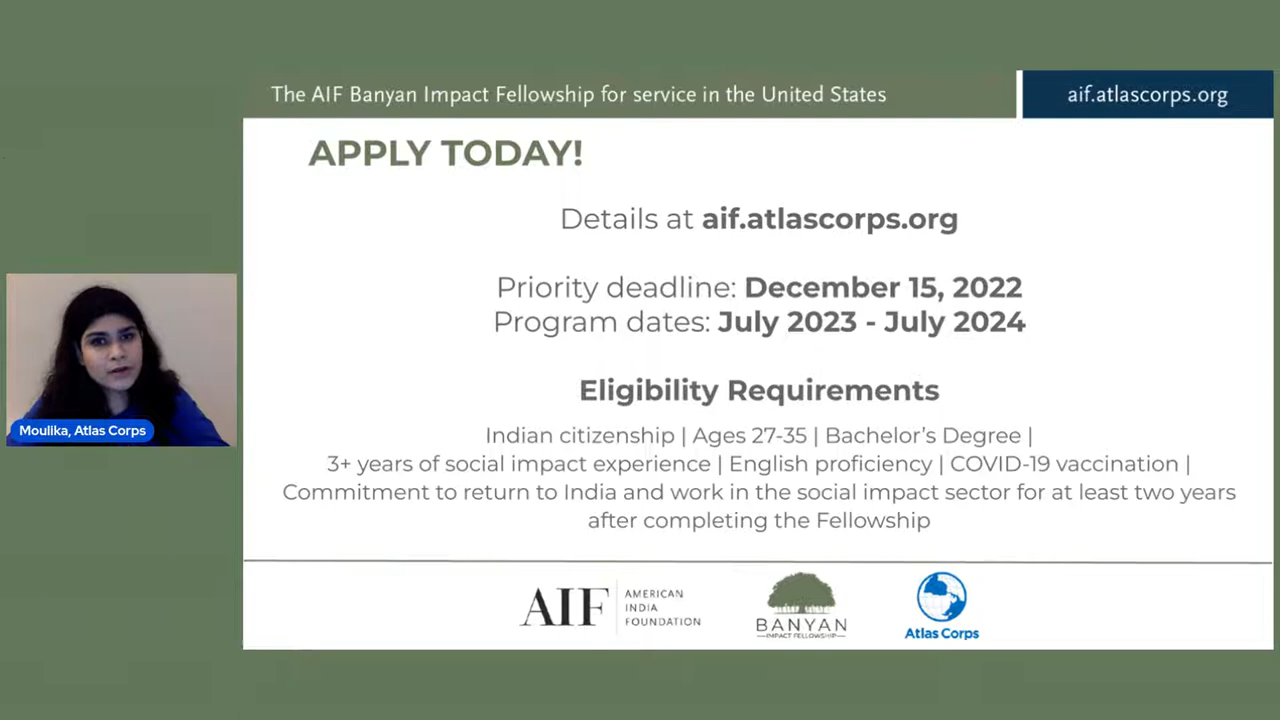 The AIF Banyan Impact Fellowship for service in the United States
aif.atlascorps.org
APPLY TODAY!
Details at aif.atlascorps.org
Priority deadline: December 15, 2022
Program dates: July 2023 - July 2024
Eligibility Requirements
Indian citizenship | Ages 27-35 | Bachelor's Degree |
3+ years of social impact experience | English proficiency | COVID-19 vaccination |
Commitment to return to India and work in the social impact sector for at least two years
after completing the Fellowship
Moulika, Atlas Corps
AIF
AMERICAN
INDIA
FOUNDATION
BANYAN
IMPACT FELLOWSHIP
Atlas Corps